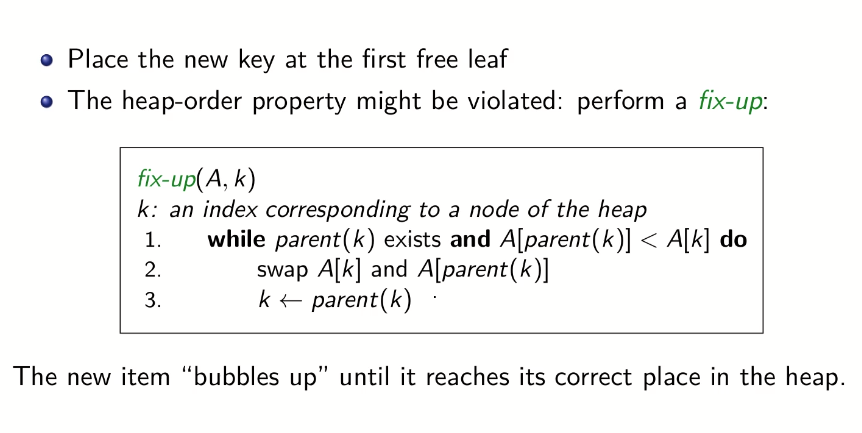 Place the new key at the first free leaf
The heap-order property might be violated: perform a fix-up:
fix-up(A, k)
k: an index corresponding to a node of the heap
1. while parent(k) exists and A[parent(k)] < A[k] do
2. swap A[k] and A[parent(k)]
3. k ← parent(k)
The new item “bubbles up” until it reaches its correct place in the heap.